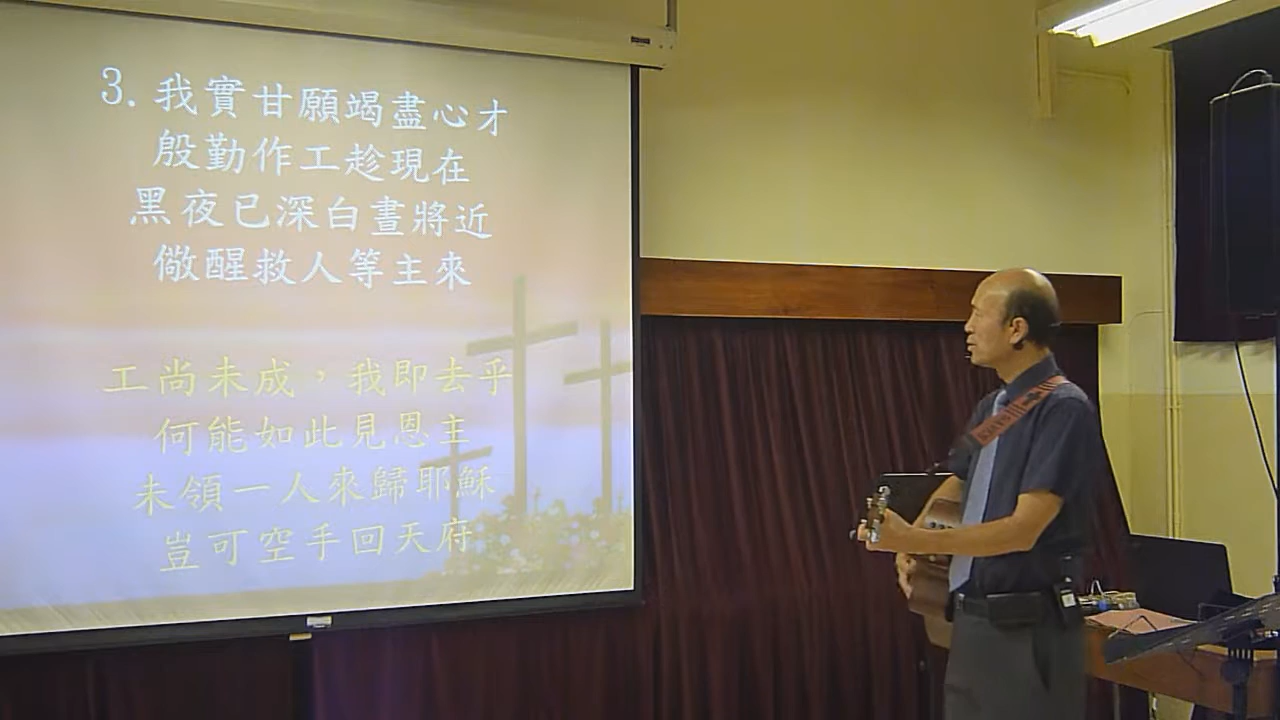 3. 我實甘願竭盡心才
殷勤作工趁現在
黑夜已深白晝將近
儆醒救人等主來
工尚未成，我即去乎
何能如此見恩主
未領一人來歸耶穌
豈可空手回天府